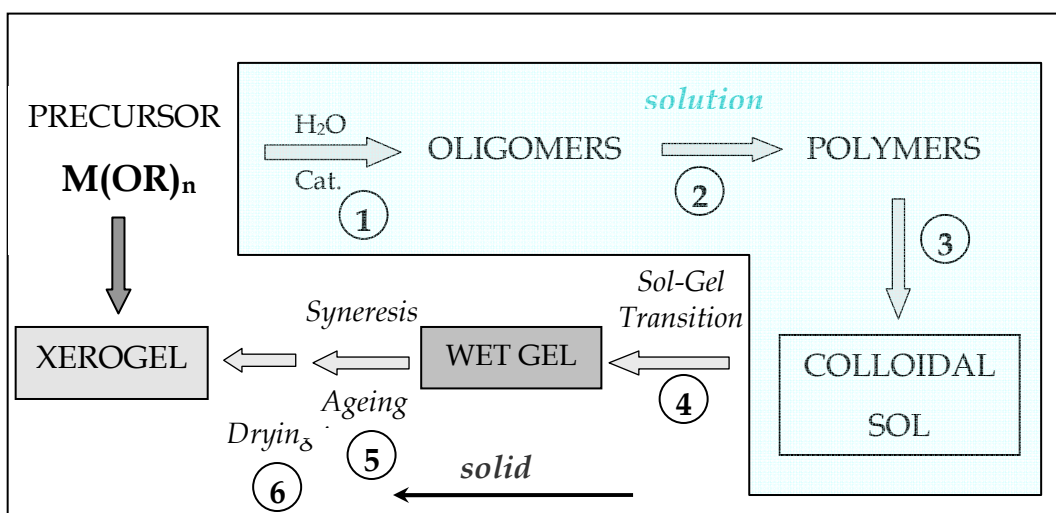 PRECURSOR
M(OR)ₙ
H₂O
Cat.
1
OLIGOMERS
solution
2
POLYMERS
3
COLLOIDAL
SOL
Sol-Gel
Transition
4
WET GEL
Syneresis
Ageing
5
Drying
6
XEROGEL
solid